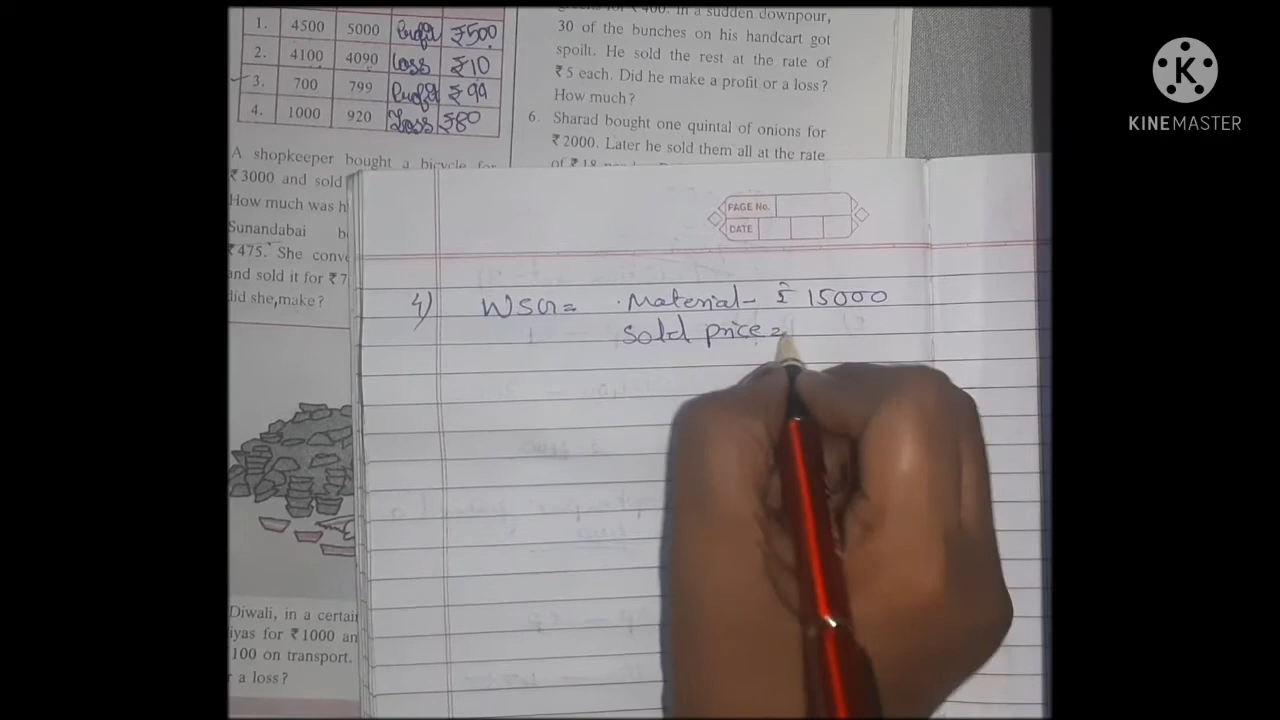 1. 4500 5000 Profit ₹500
2. 4100 4090 Loss ₹10
3. 700 799 Profit ₹99
4. 1000 920 Loss ₹80
A shopkeeper bought a bicycle for
₹3000 and sold
How much was h
Sunandabai b
₹475. She conve
and sold it for ₹7
did she make?
Diwali, in a certai
iyas for ₹1000 an
100 on transport.
a loss?
₹400. In a sudden downpour,
30 of the bunches on his handcart got
spoilt. He sold the rest at the rate of
₹5 each. Did he make a profit or a loss?
How much?
6. Sharad bought one quintal of onions for
₹2000. Later he sold them all at the rate
of ₹18
PAGE No.
DATE
4) WSG= Material- ₹ 15000
Sold price =
K
KINEMASTER